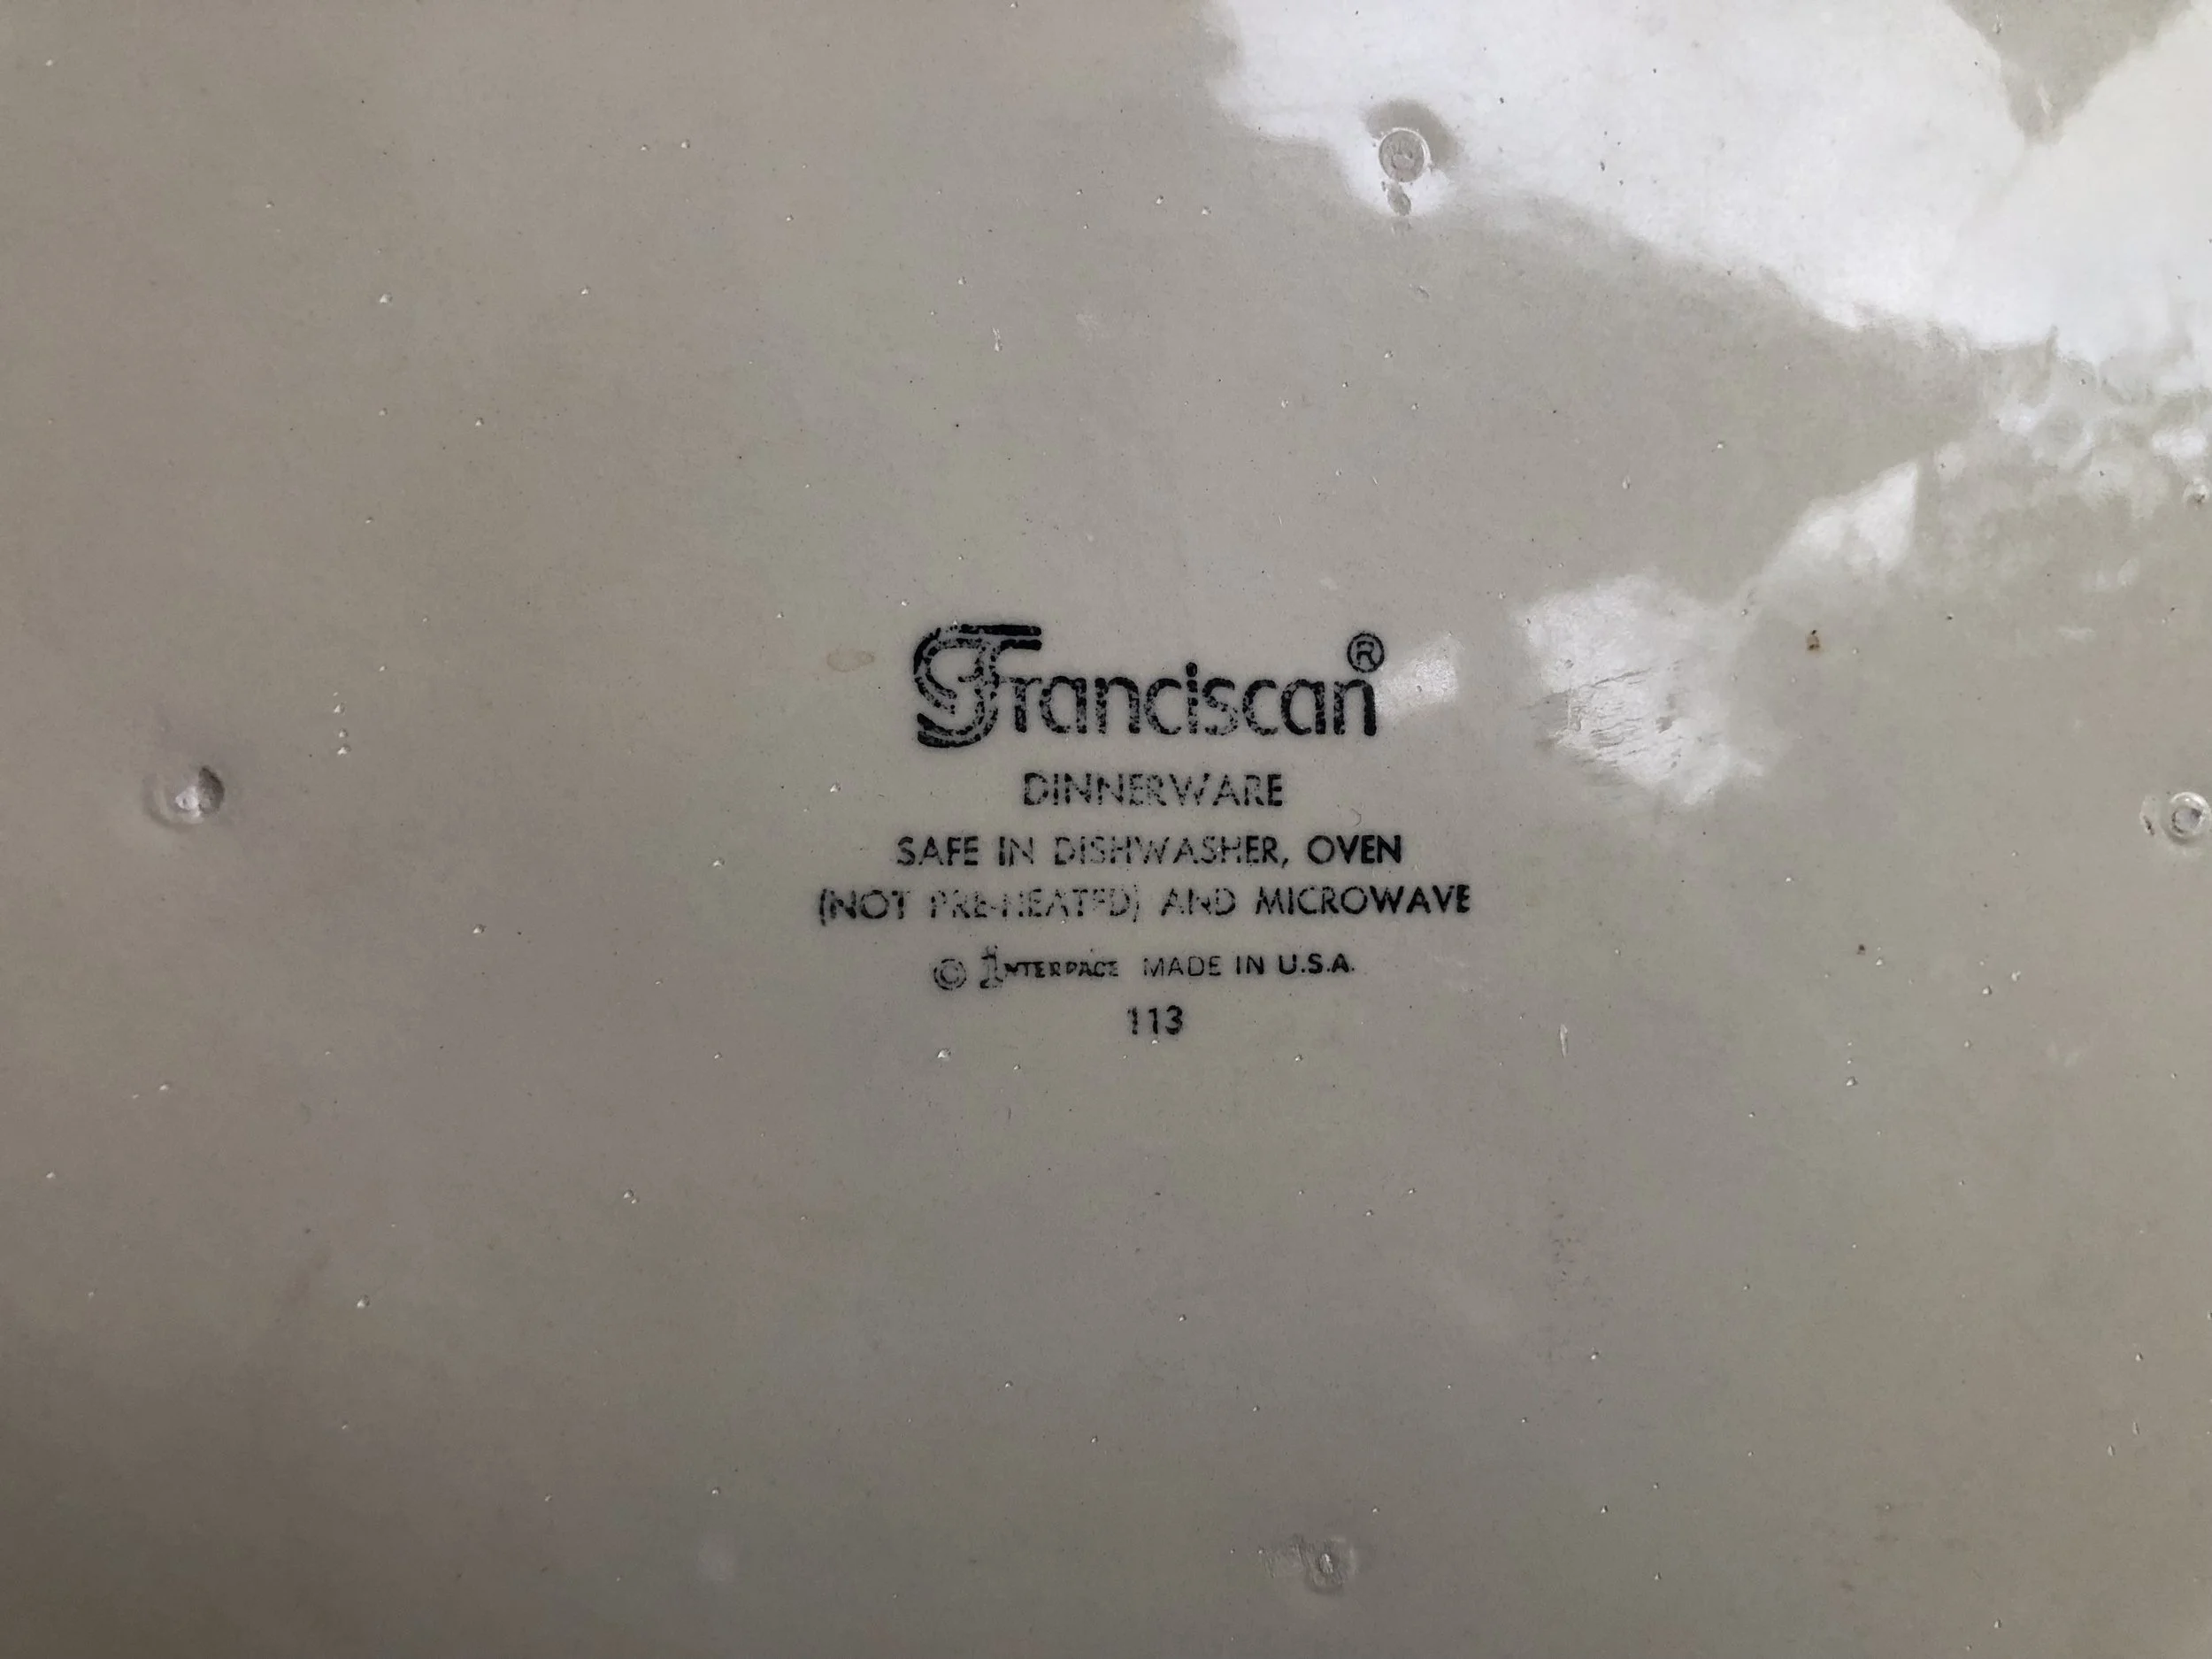 Franciscan®
DINNERWARE
SAFE IN DISHWASHER, OVEN
(NOT PRE-HEATED) AND MICROWAVE
© INTERPACE MADE IN U.S.A.
113